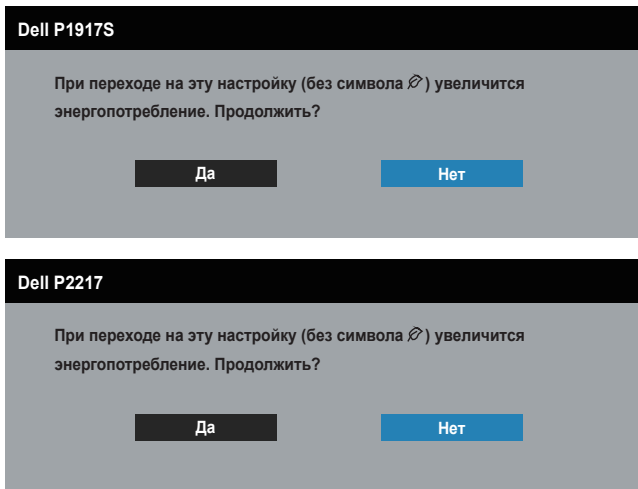 Dell P1917S
При переходе на эту настройку (без символа ) увеличится
энергопотребление. Продолжить?
Да Нет
Dell P2217
При переходе на эту настройку (без символа ) увеличится
энергопотребление. Продолжить?
Да Нет